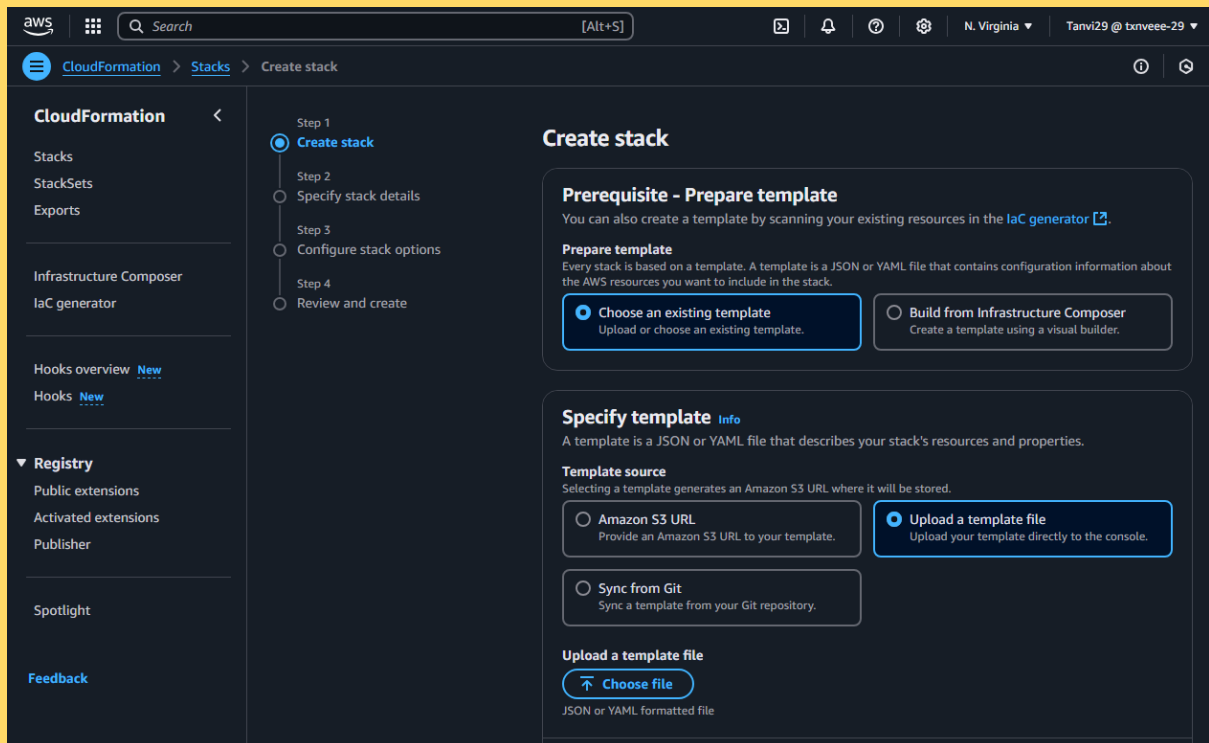 aws
Search [Alt+S]
N. Virginia ▼
Tanvi29 @ txnveee-29 ▼
CloudFormation > Stacks > Create stack
CloudFormation
Stacks
StackSets
Exports
Infrastructure Composer
IaC generator
Hooks overview New
Hooks New
▼ Registry
Public extensions
Activated extensions
Publisher
Spotlight
Feedback
Step 1
Create stack
Step 2
Specify stack details
Step 3
Configure stack options
Step 4
Review and create
Create stack
Prerequisite - Prepare template
You can also create a template by scanning your existing resources in the IaC generator.
Prepare template
Every stack is based on a template. A template is a JSON or YAML file that contains configuration information about
the AWS resources you want to include in the stack.
Choose an existing template
Upload or choose an existing template.
Build from Infrastructure Composer
Create a template using a visual builder.
Specify template Info
A template is a JSON or YAML file that describes your stack's resources and properties.
Template source
Selecting a template generates an Amazon S3 URL where it will be stored.
Amazon S3 URL
Provide an Amazon S3 URL to your template.
Upload a template file
Upload your template directly to the console.
Sync from Git
Sync a template from your Git repository.
Upload a template file
Choose file
JSON or YAML formatted file